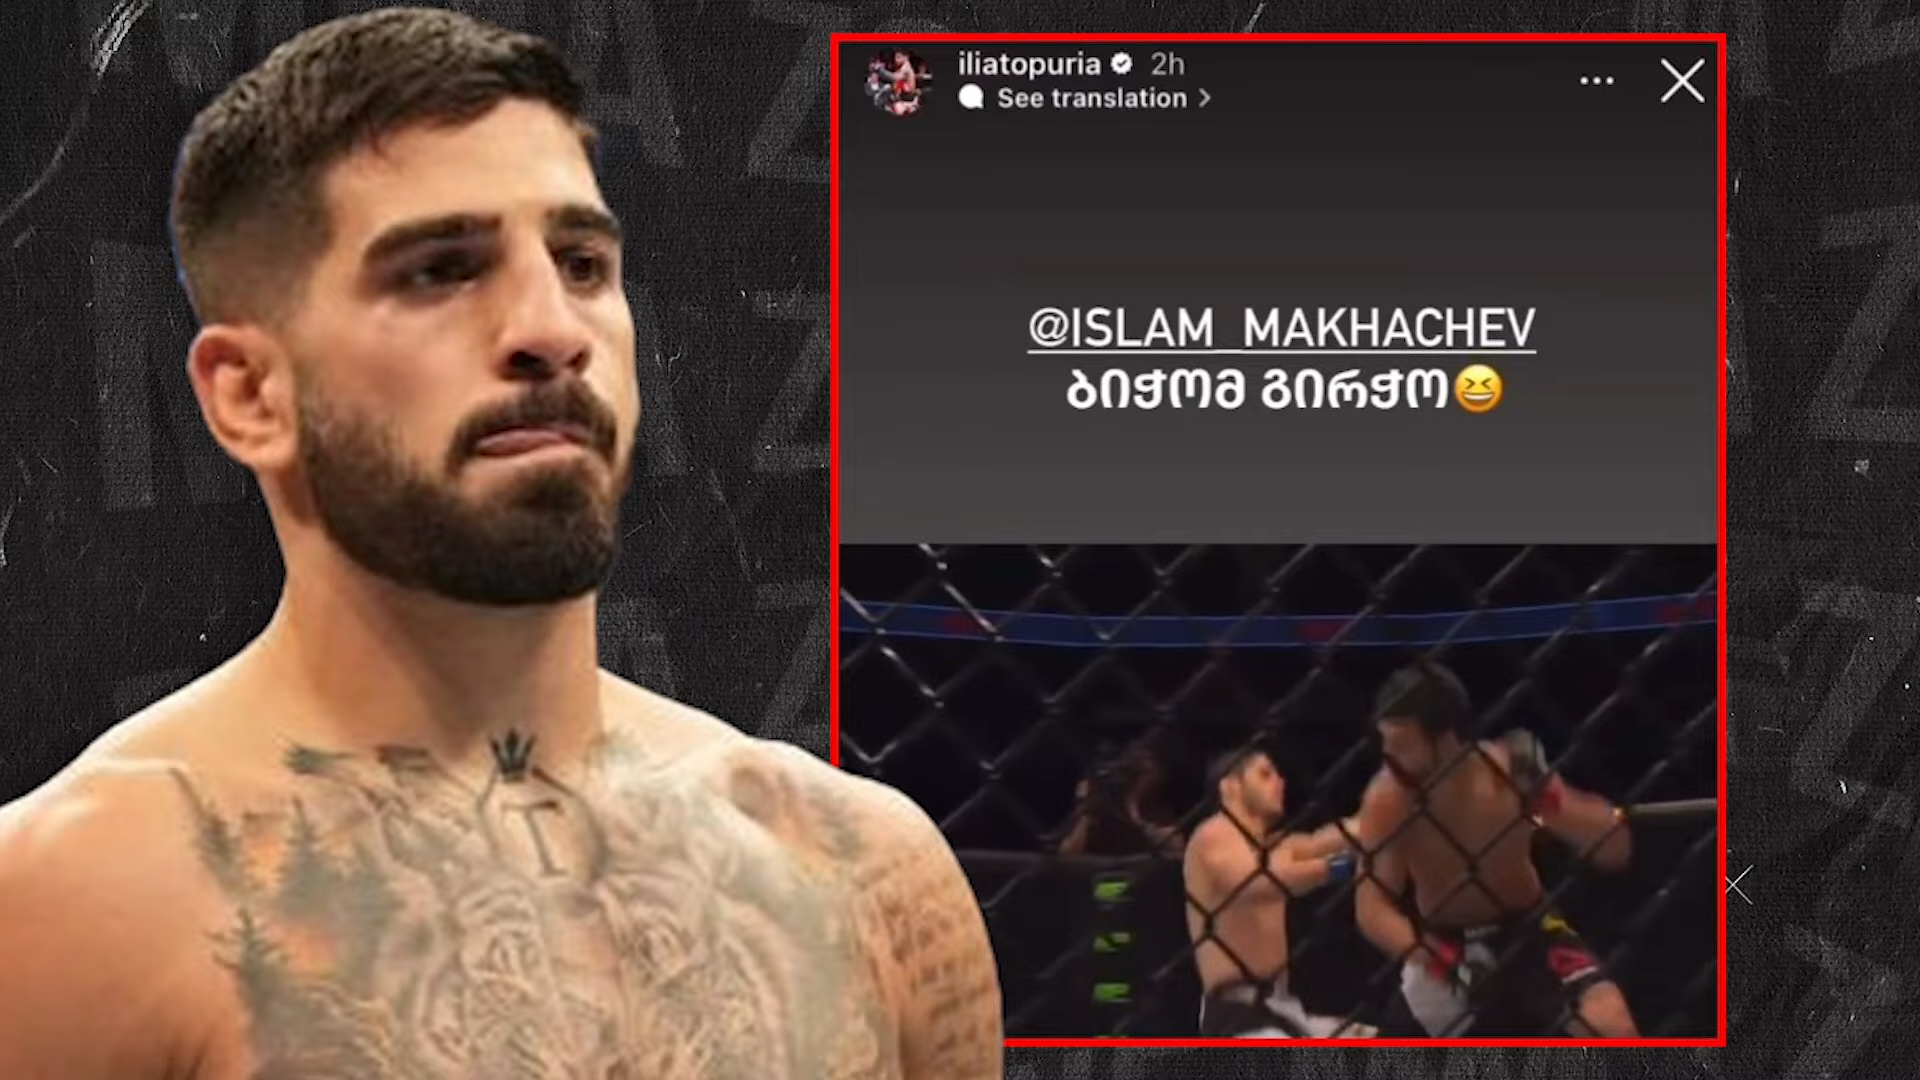 iliatopuria 2h
See translation
@ISLAM_MAKHACHEV
ბიჭომ გირჭო😆
T